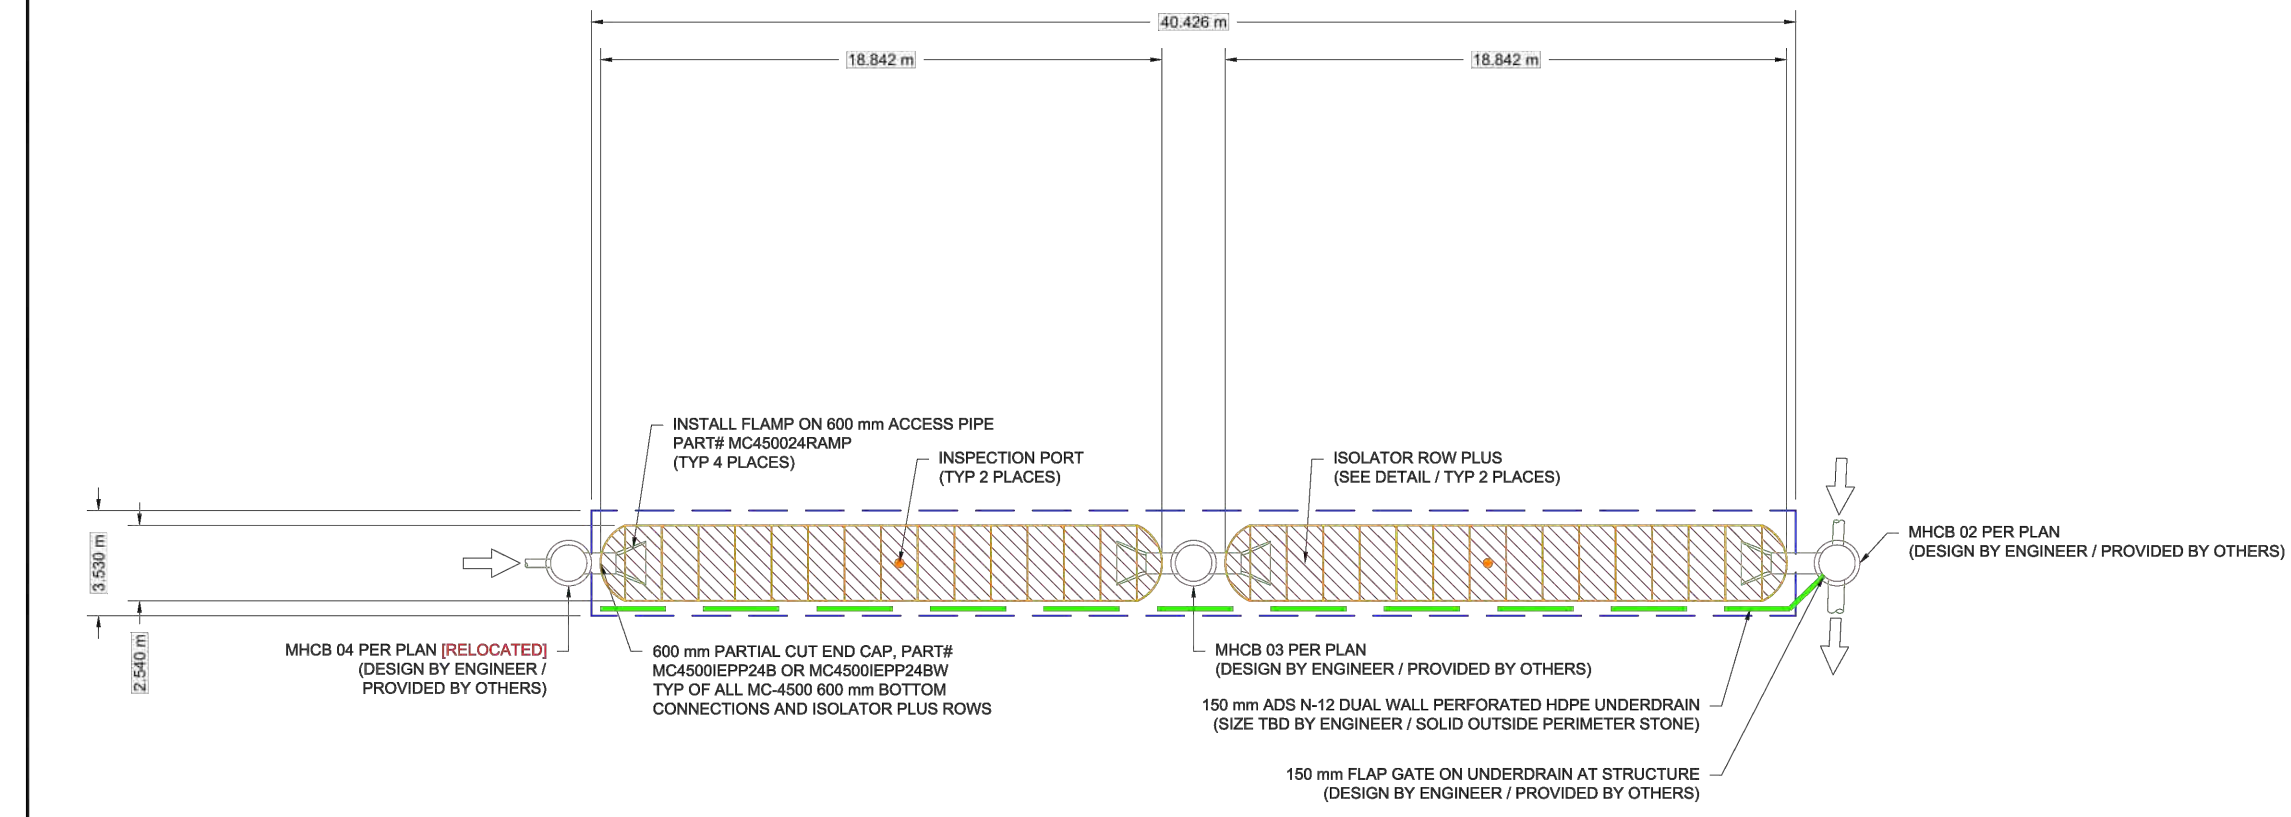 40.426 m
18.842 m
18.842 m
INSTALL FLAMP ON 600 mm ACCESS PIPE
PART# MC450024RAMP
(TYP 4 PLACES)
INSPECTION PORT
(TYP 2 PLACES)
ISOLATOR ROW PLUS
(SEE DETAIL / TYP 2 PLACES)
MHCB 02 PER PLAN
(DESIGN BY ENGINEER / PROVIDED BY OTHERS)
3.530 m
2.540 m
MHCB 04 PER PLAN [RELOCATED]
(DESIGN BY ENGINEER /
PROVIDED BY OTHERS)
600 mm PARTIAL CUT END CAP, PART#
MC4500IEPP24B OR MC4500IEPP24BW
TYP OF ALL MC-4500 600 mm BOTTOM
CONNECTIONS AND ISOLATOR PLUS ROWS
MHCB 03 PER PLAN
(DESIGN BY ENGINEER / PROVIDED BY OTHERS)
150 mm ADS N-12 DUAL WALL PERFORATED HDPE UNDERDRAIN
(SIZE TBD BY ENGINEER / SOLID OUTSIDE PERIMETER STONE)
150 mm FLAP GATE ON UNDERDRAIN AT STRUCTURE
(DESIGN BY ENGINEER / PROVIDED BY OTHERS)